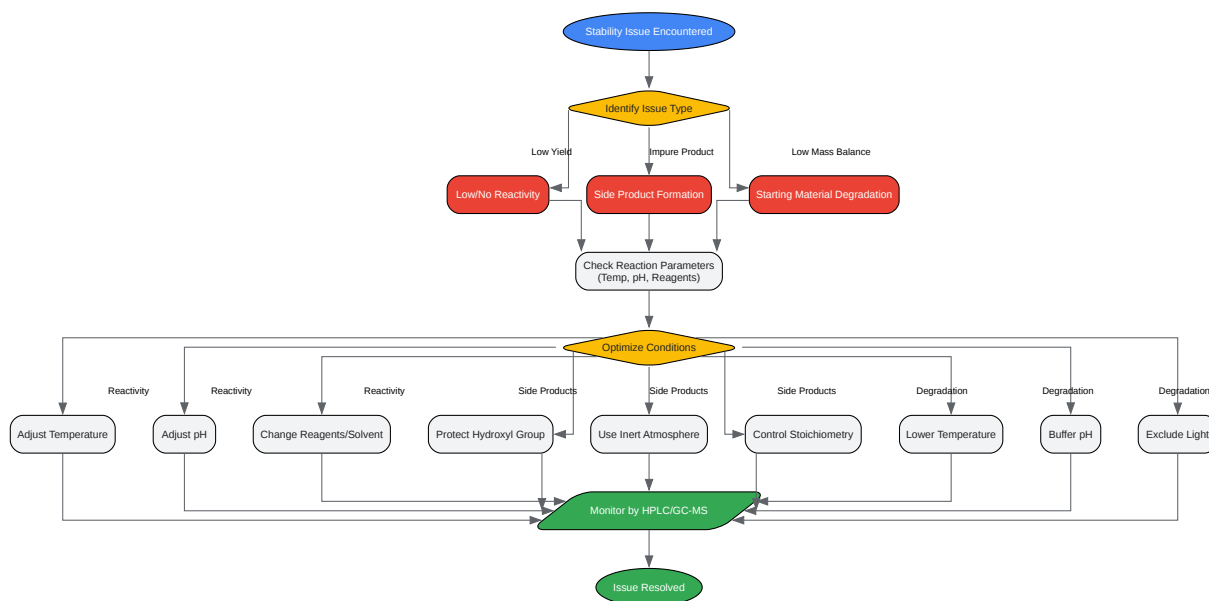 Stability Issue Encountered
Identify Issue Type
Low Yield
Impure Product
Low Mass Balance
Low/No Reactivity
Side Product Formation
Starting Material Degradation
Check Reaction Parameters
(Temp, pH, Reagents)
Optimize Conditions
Reactivity
Reactivity
Reactivity
Side Products
Side Products
Side Products
Degradation
Degradation
Degradation
Adjust Temperature
Adjust pH
Change Reagents/Solvent
Protect Hydroxyl Group
Use Inert Atmosphere
Control Stoichiometry
Lower Temperature
Buffer pH
Exclude Light
Monitor by HPLC/GC-MS
Issue Resolved